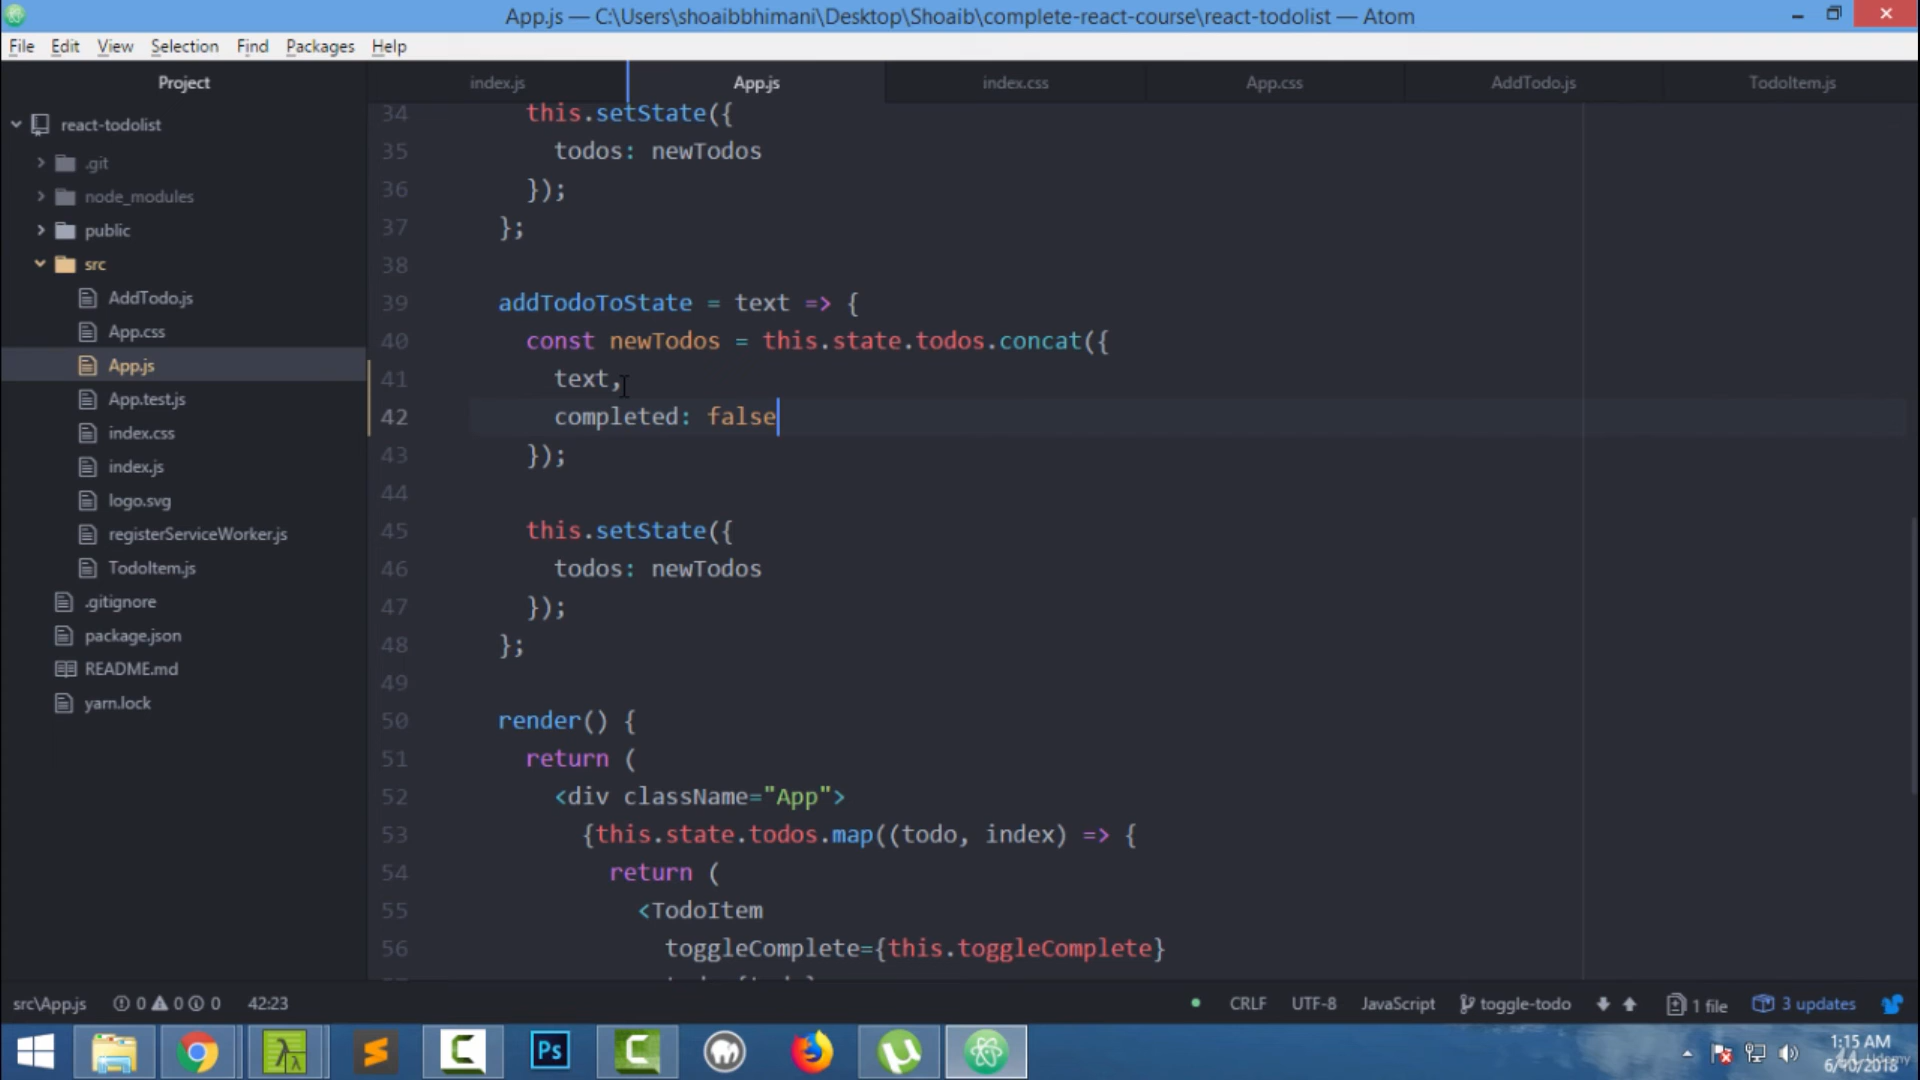 App.js — C:\Users\shoaibbhimani\Desktop\Shoaib\complete-react-course\react-todolist — Atom
File Edit View Selection Find Packages Help
Project
index.js App.js index.css App.css AddTodo.js TodoItem.js
react-todolist
.git
node_modules
public
src
AddTodo.js
App.css
App.js
App.test.js
index.css
index.js
logo.svg
registerServiceWorker.js
TodoItem.js
.gitignore
package.json
README.md
yarn.lock
34 this.setState({
35 todos: newTodos
36 });
37 };
38
39 addTodoToState = text => {
40 const newTodos = this.state.todos.concat({
41 text,
42 completed: false
43 });
44
45 this.setState({
46 todos: newTodos
47 });
48 };
49
50 render() {
51 return (
52 <div className="App">
53 {this.state.todos.map((todo, index) => {
54 return (
55 <TodoItem
56 toggleComplete={this.toggleComplete}
src\App.js 0 0 0 42:23 CRLF UTF-8 JavaScript toggle-todo 1 file 3 updates
Ps
1:15 AM
6/10/2018
Udemy